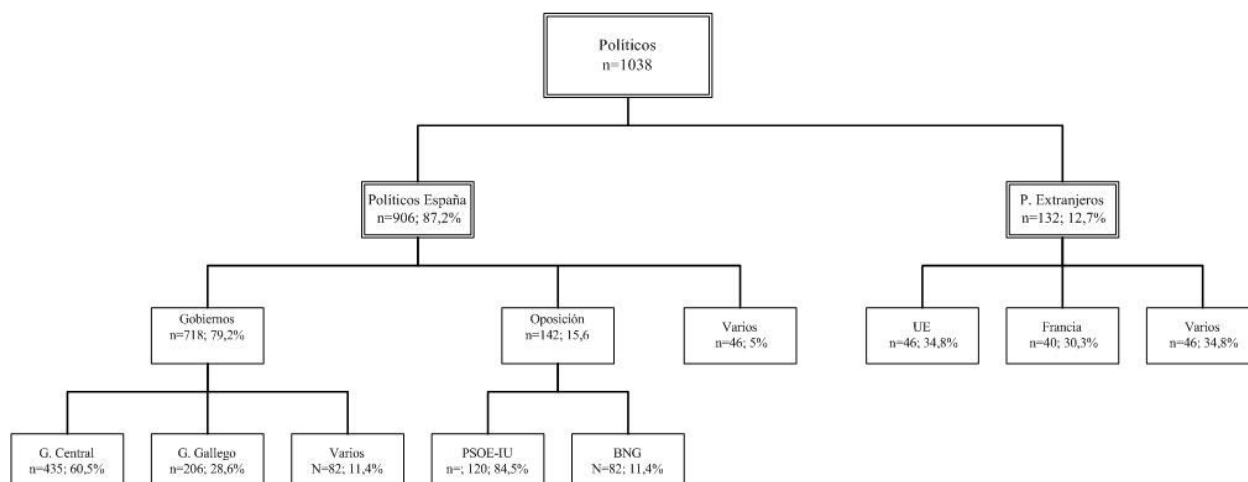 Políticos
n=1038
Políticos España
n=906; 87,2%
P. Extranjeros
n=132; 12,7%
Gobiernos
n=718; 79,2%
Oposición
n=142; 15,6
Varios
n=46; 5%
UE
n=46; 34,8%
Francia
n=40; 30,3%
Varios
n=46; 34,8%
G. Central
n=435; 60,5%
G. Gallego
n=206; 28,6%
Varios
N=82; 11,4%
PSOE-IU
n=; 120; 84,5%
BNG
N=82; 11,4%